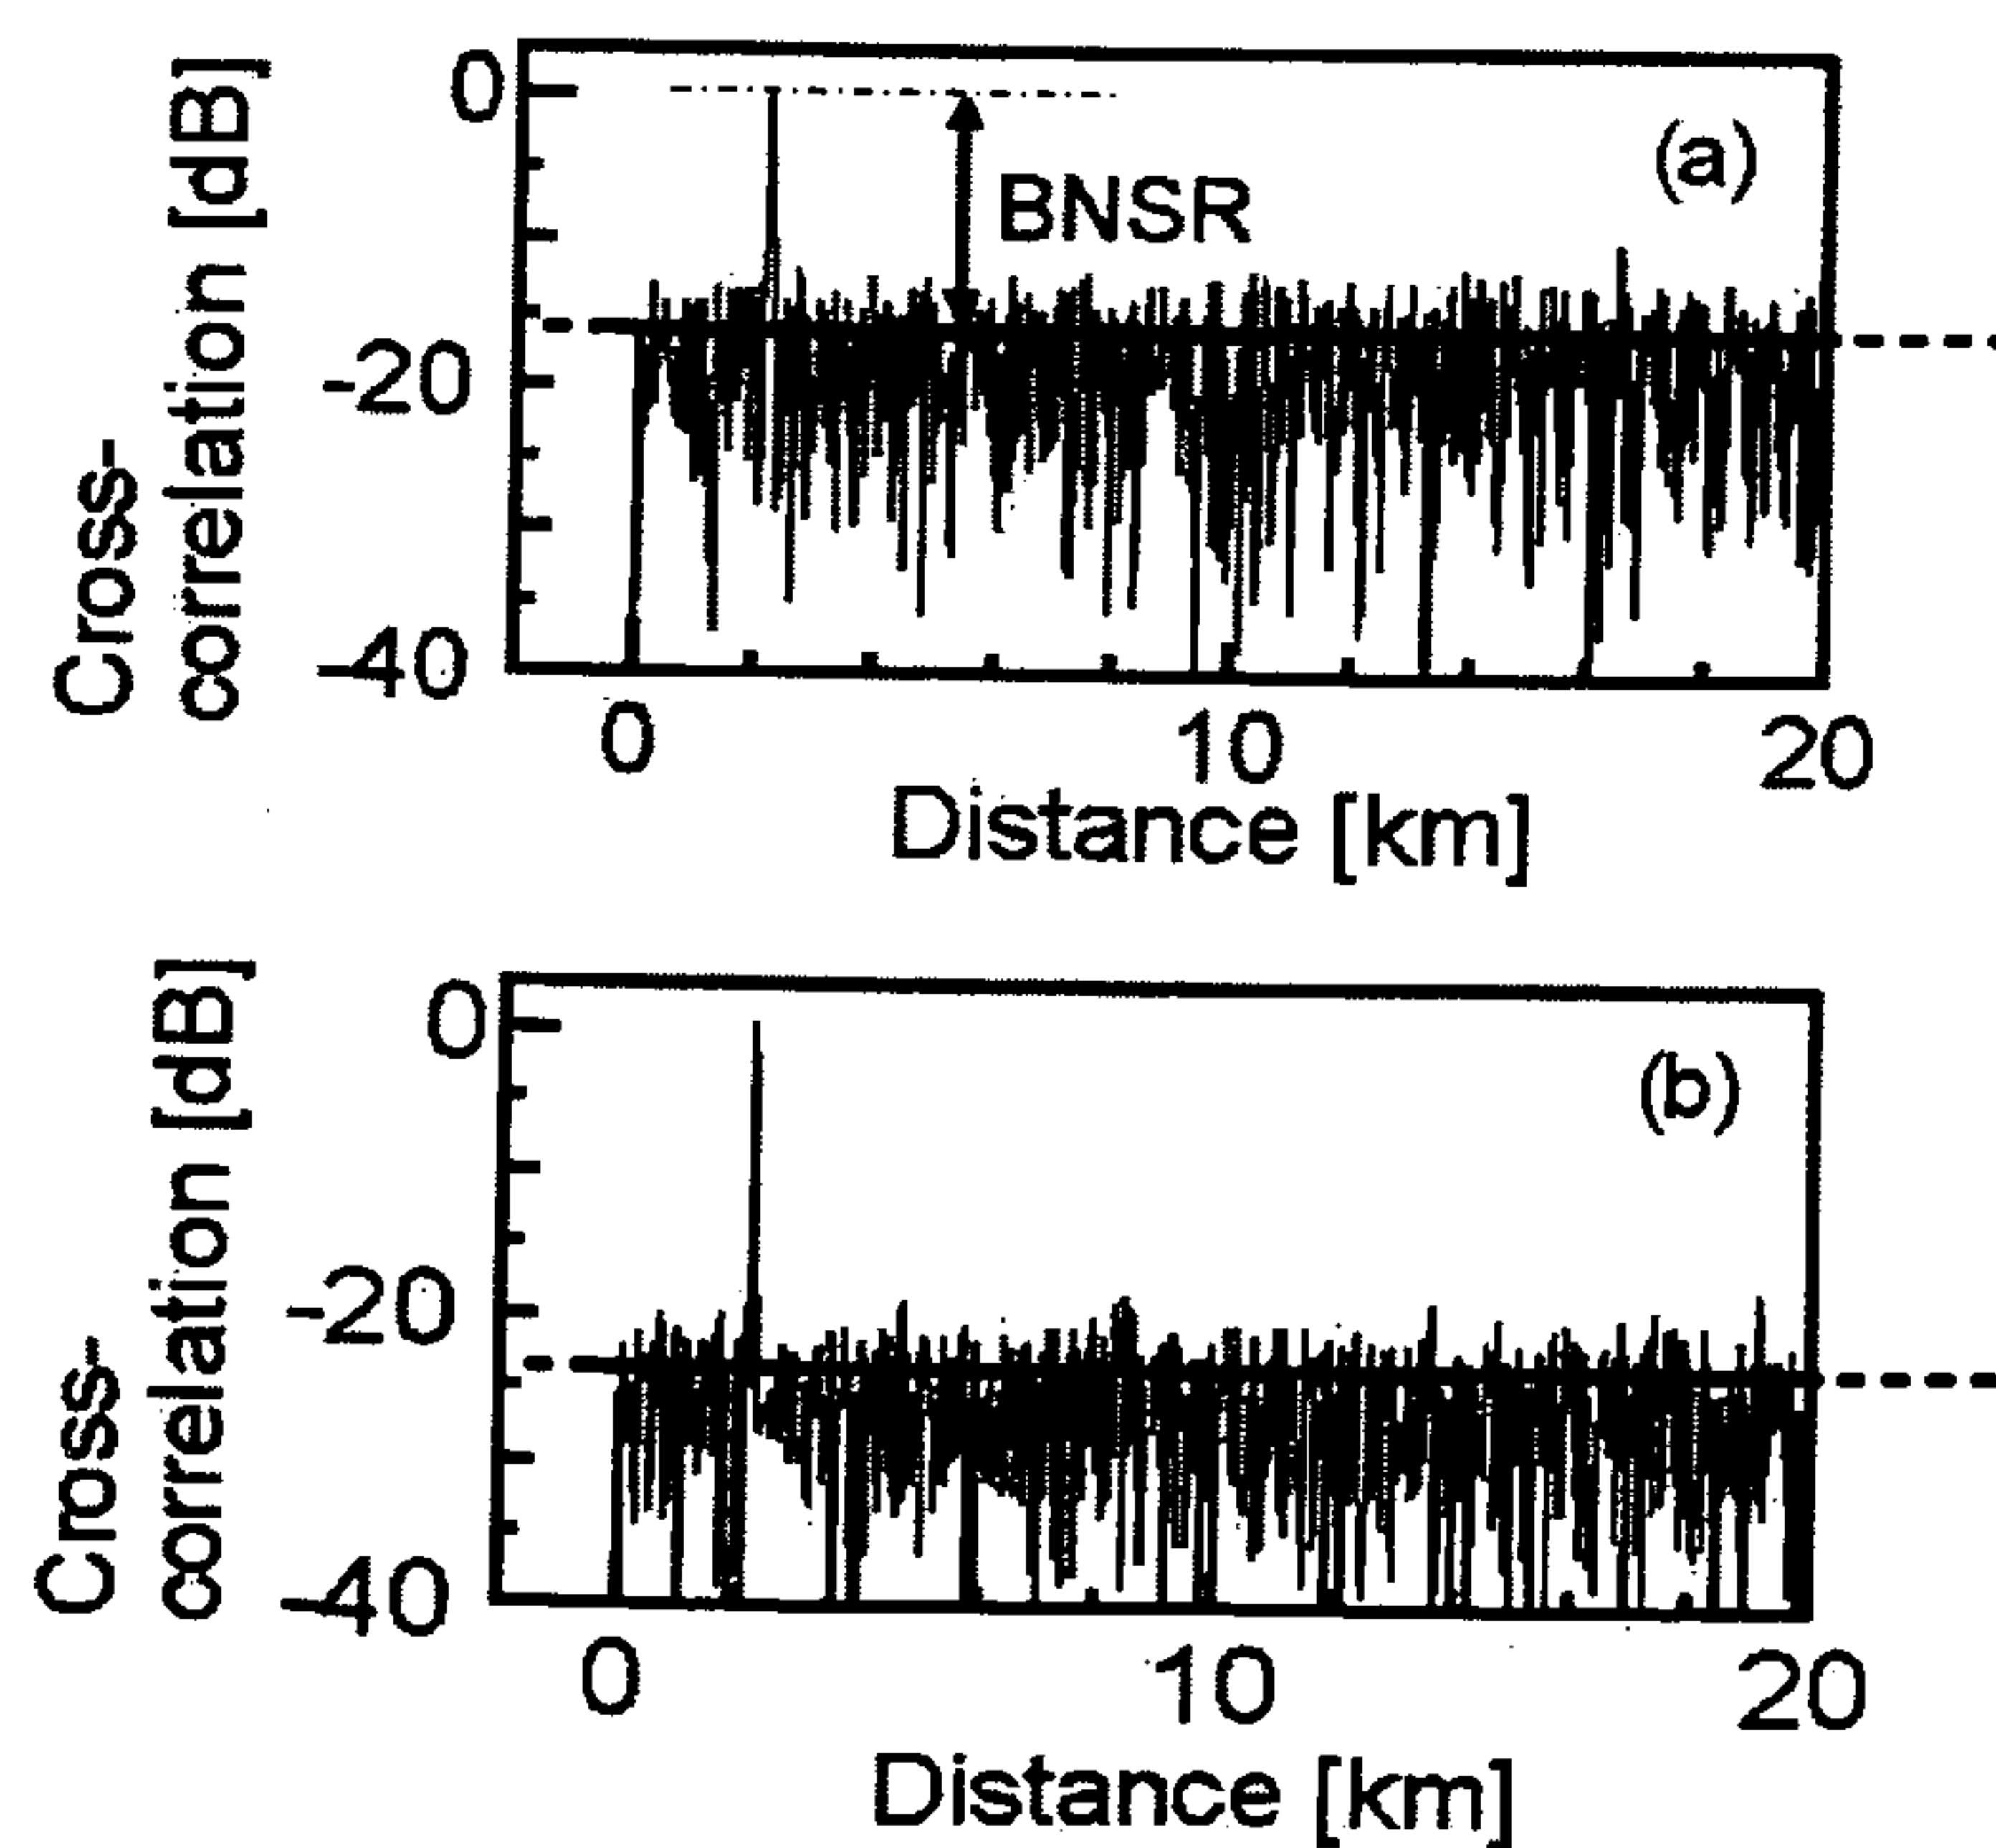 Cross-
correlation [dB]
0
-20
-40
BNSR
(a)
0 10 20
Distance [km]
Cross-
correlation [dB]
0
-20
-40
(b)
0 10 20
Distance [km]